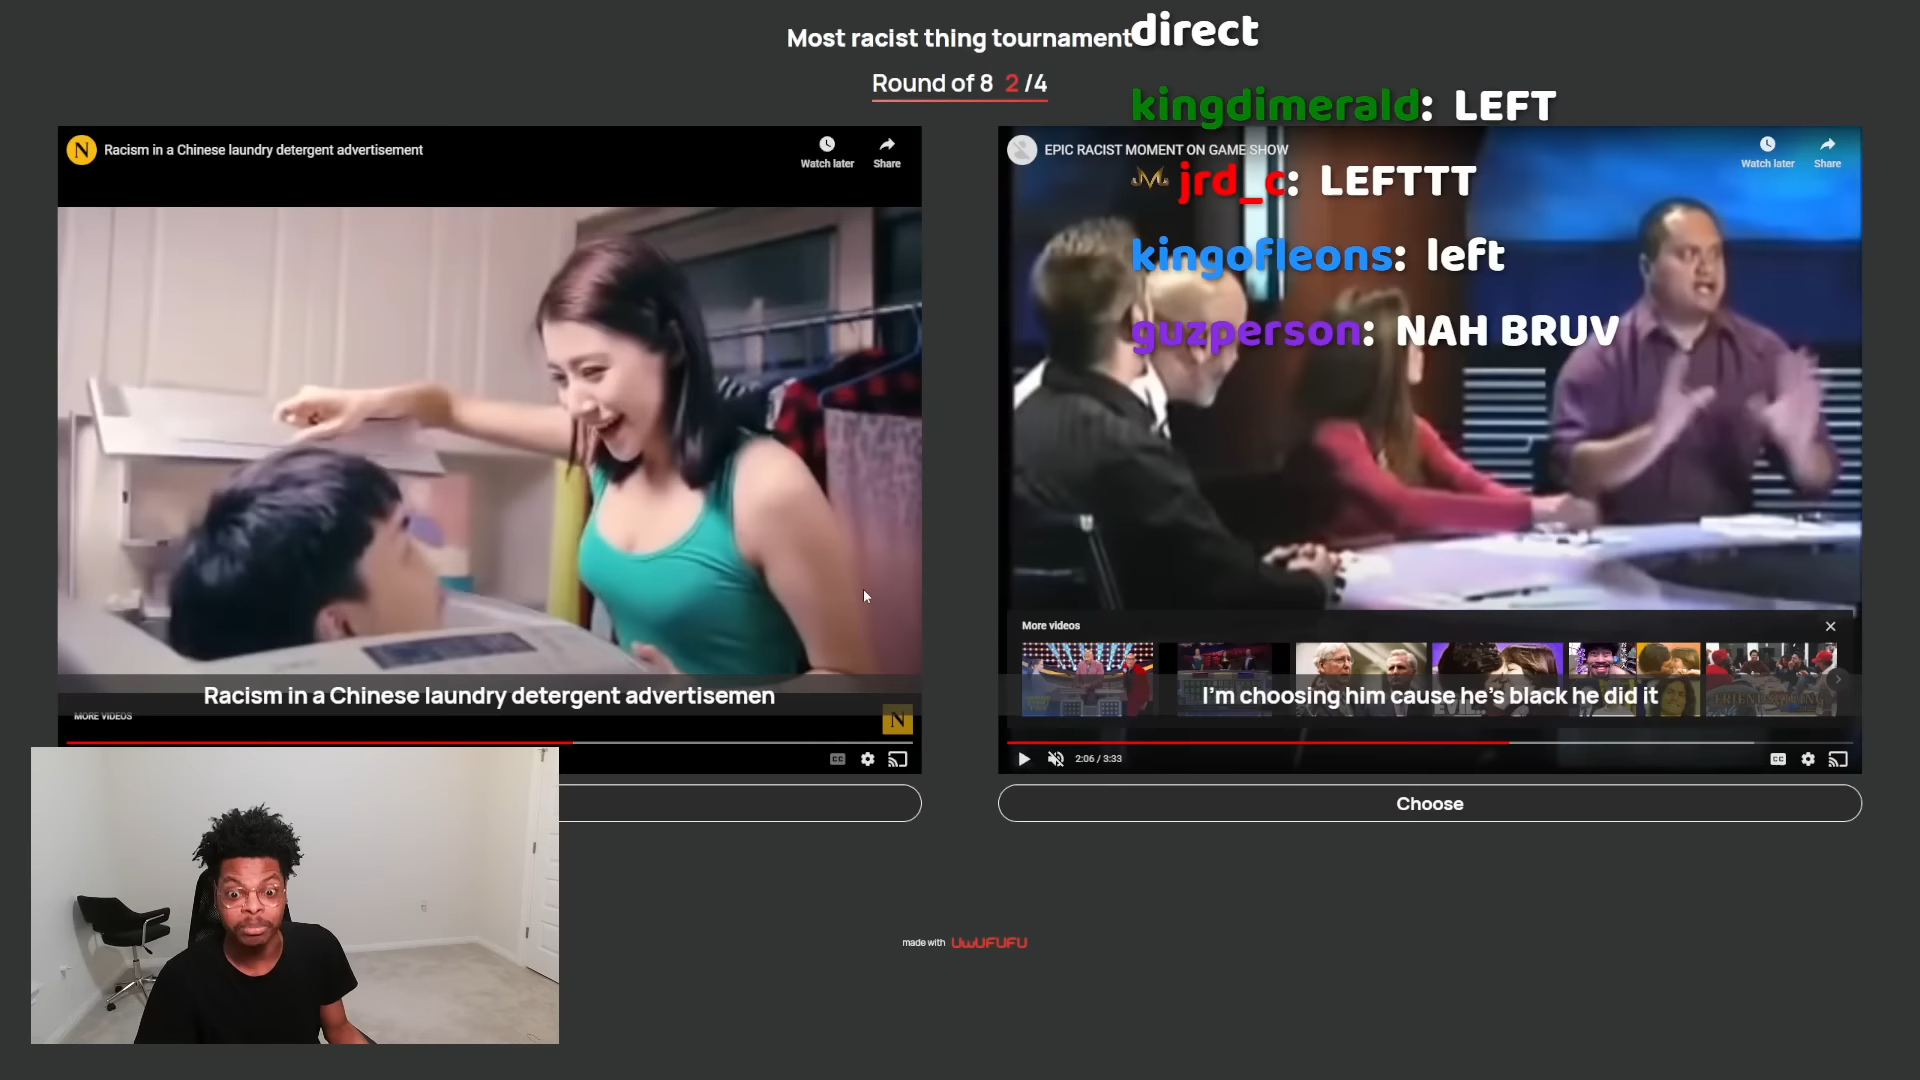 Most racist thing tournament
direct
Round of 8 2 /4
kingdimerald: LEFT
N
Racism in a Chinese laundry detergent advertisement
Watch later
Share
EPIC RACIST MOMENT ON GAME SHOW
Watch later
Share
jrd_c: LEFTTT
kingofleons: left
guzperson: NAH BRUV
More videos
Racism in a Chinese laundry detergent advertisemen
I'm choosing him cause he's black he did it
MORE VIDEOS
N
CC
2:06 / 3:33
CC
Choose
made with UWUFUFU